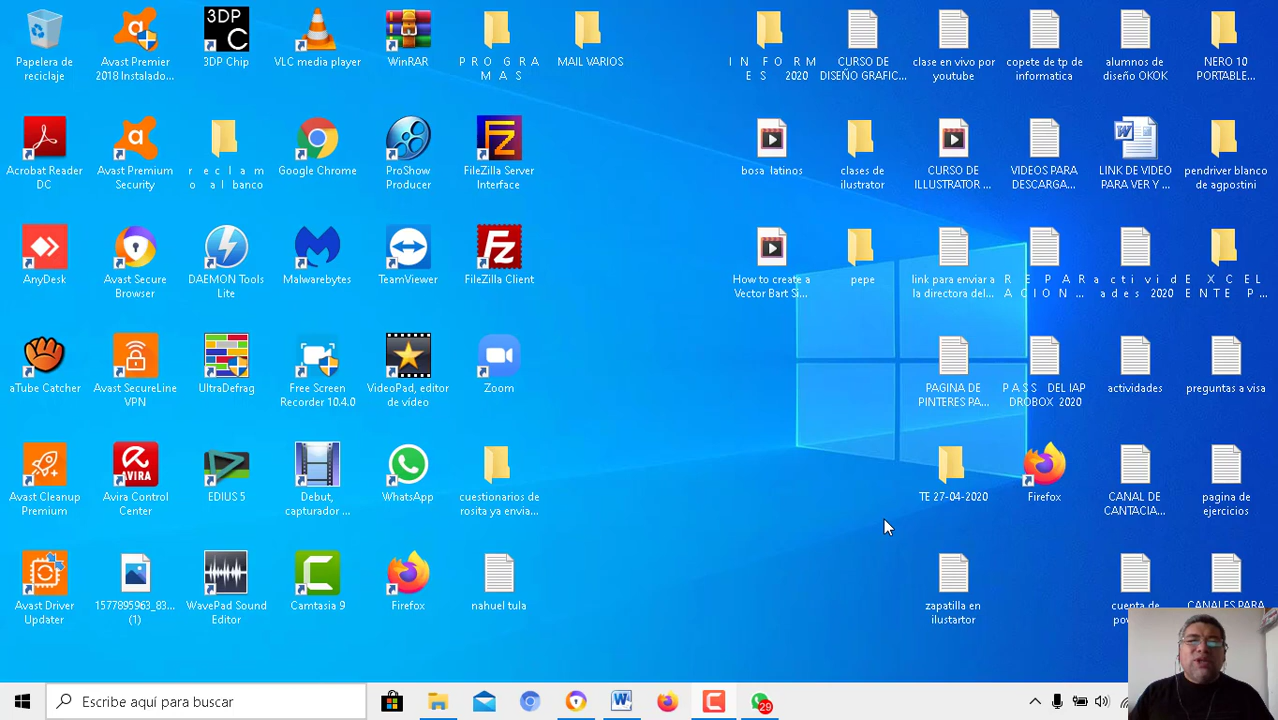 Papelera de
reciclaje
Avast Premier
2018 Instalado...
3DP
C
3DP Chip
VLC media player
WinRAR
P R O G R A
M A S
MAIL VARIOS
I N F O R M
E S 2020
CURSO DE
DISEÑO GRAFIC...
clase en vivo por
youtube
copete de tp de
informatica
alumnos de
diseño OKOK
NERO 10
PORTABLE...
Acrobat Reader
DC
Avast Premium
Security
r e c l a m
o al banco
Google Chrome
ProShow
Producer
FileZilla Server
Interface
bosa latinos
clases de
ilustrator
CURSO DE
ILLUSTRATOR ...
VIDEOS PARA
DESCARGA...
LINK DE VIDEO
PARA VER Y ...
pendriver blanco
de agpostini
AnyDesk
Avast Secure
Browser
DAEMON Tools
Lite
Malwarebytes
TeamViewer
FileZilla Client
How to create a
Vector Bart Si...
pepe
link para enviar a
la directora del...
R E P A R
A C I O N ...
a c t i v i d
ades 2020
E X C E L
E N T E P...
aTube Catcher
Avast SecureLine
VPN
UltraDefrag
Free Screen
Recorder 10.4.0
VideoPad, editor
de vídeo
Zoom
PAGINA DE
PINTERES PA...
P A S S DEL IAP
DROBOX 2020
actividades
preguntas a visa
Avast Cleanup
Premium
Avira Control
Center
EDIUS 5
Debut,
capturador ...
WhatsApp
cuestionarios de
rosita ya envia...
TE 27-04-2020
Firefox
CANAL DE
CANTACIA...
pagina de
ejercicios
Avast Driver
Updater
1577895963_83...
(1)
WavePad Sound
Editor
Camtasia 9
Firefox
nahuel tula
zapatilla en
ilustartor
cuenta de
CANALES PARA
Escribe aquí para buscar
29